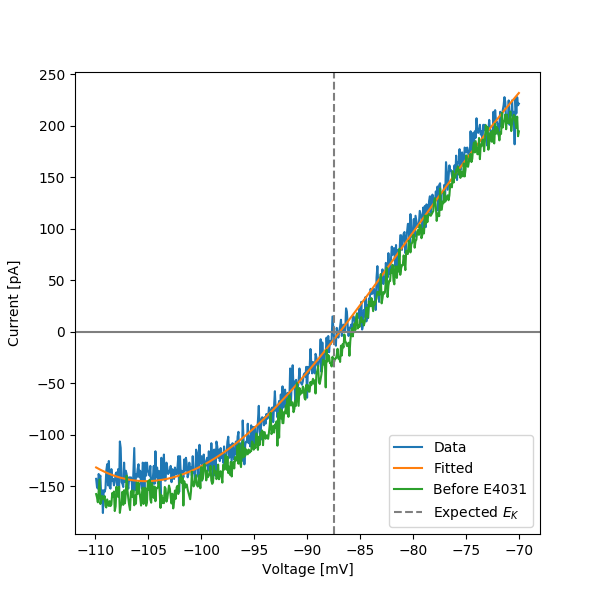 250
200
150
100
50
0
−50
−100
−150
Current [pA]
−110 −105 −100 −95 −90 −85 −80 −75 −70
Voltage [mV]
Data
Fitted
Before E4031
Expected E_K